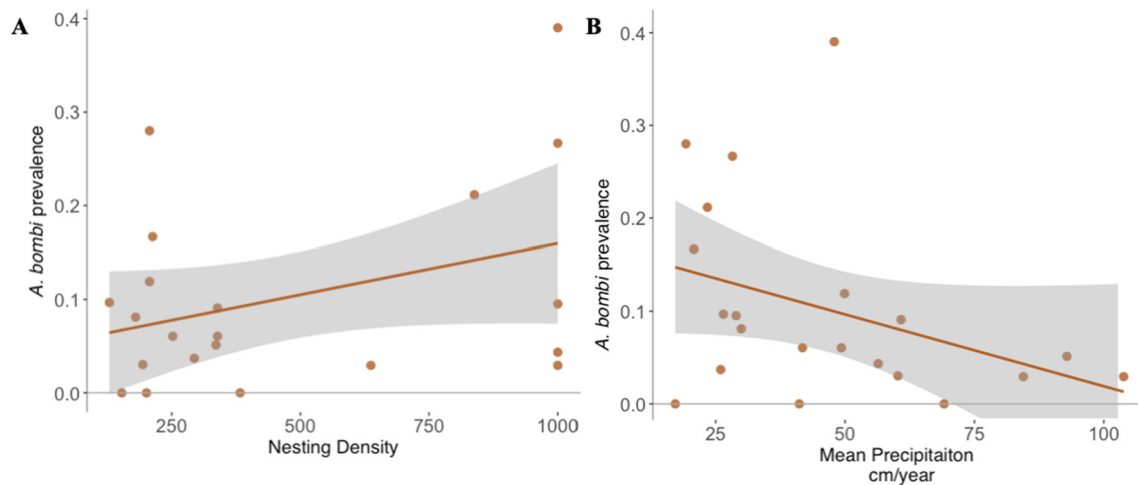 A
0.4
0.3
0.2
0.1
0.0
A. bombi prevalence
250
500
750
1000
Nesting Density
B
0.4
0.3
0.2
0.1
0.0
A. bombi prevalence
25
50
75
100
Mean Precipitaiton
cm/year